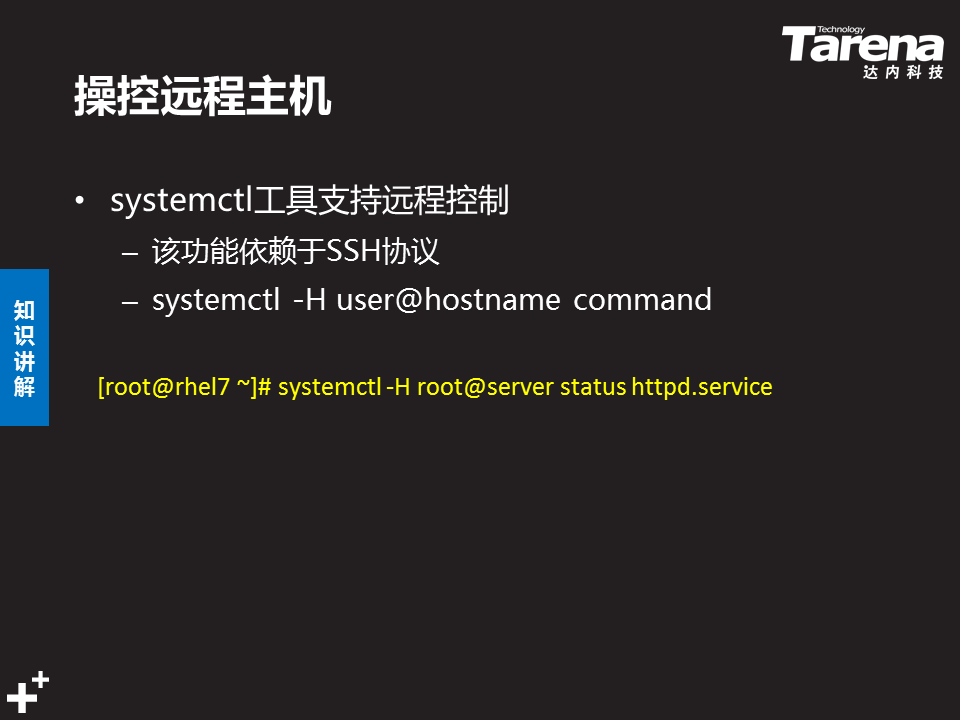 Technology
Tarena
达内科技
操控远程主机
• systemctl工具支持远程控制
– 该功能依赖于SSH协议
– systemctl -H user@hostname command
知识讲解
[root@rhel7 ~]# systemctl -H root@server status httpd.service